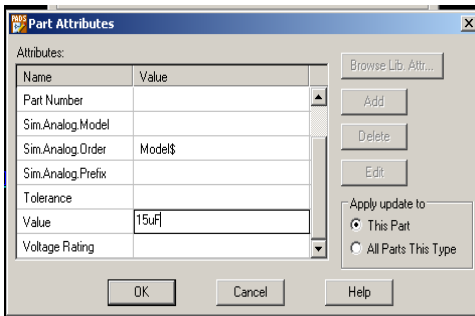 PADS Part Attributes
Attributes:
Name Value
Part Number
Sim.Analog.Model
Sim.Analog.Order Model$
Sim.Analog.Prefix
Tolerance
Value 15uF
Voltage Rating
Browse Lib. Attr...
Add
Delete
Edit
Apply update to
This Part
All Parts This Type
OK Cancel Help